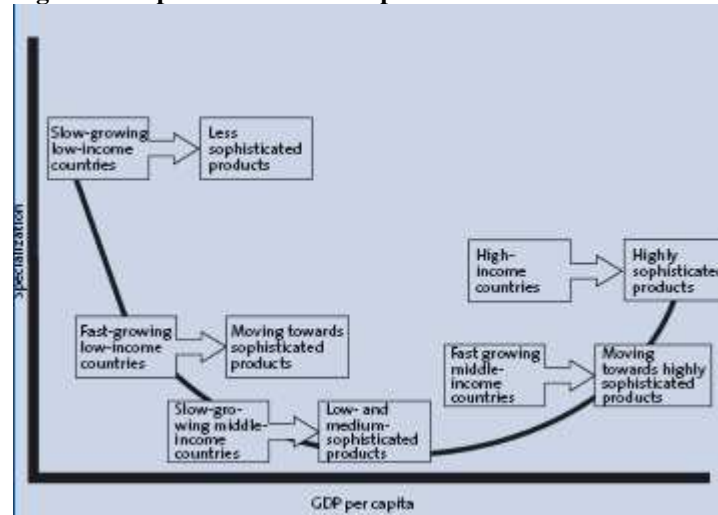 Slow-growing
low-income
countries
Less
sophisticated
products
Specialization
High-
income
countries
Highly
sophisticated
products
Fast-growing
low-income
countries
Moving towards
sophisticated
products
Fast growing
middle-
income
countries
Moving
towards highly
sophisticated
products
Slow-gro-
wing middle-
income
countries
Low- and
medium-
sophisticated
products
GDP per capita